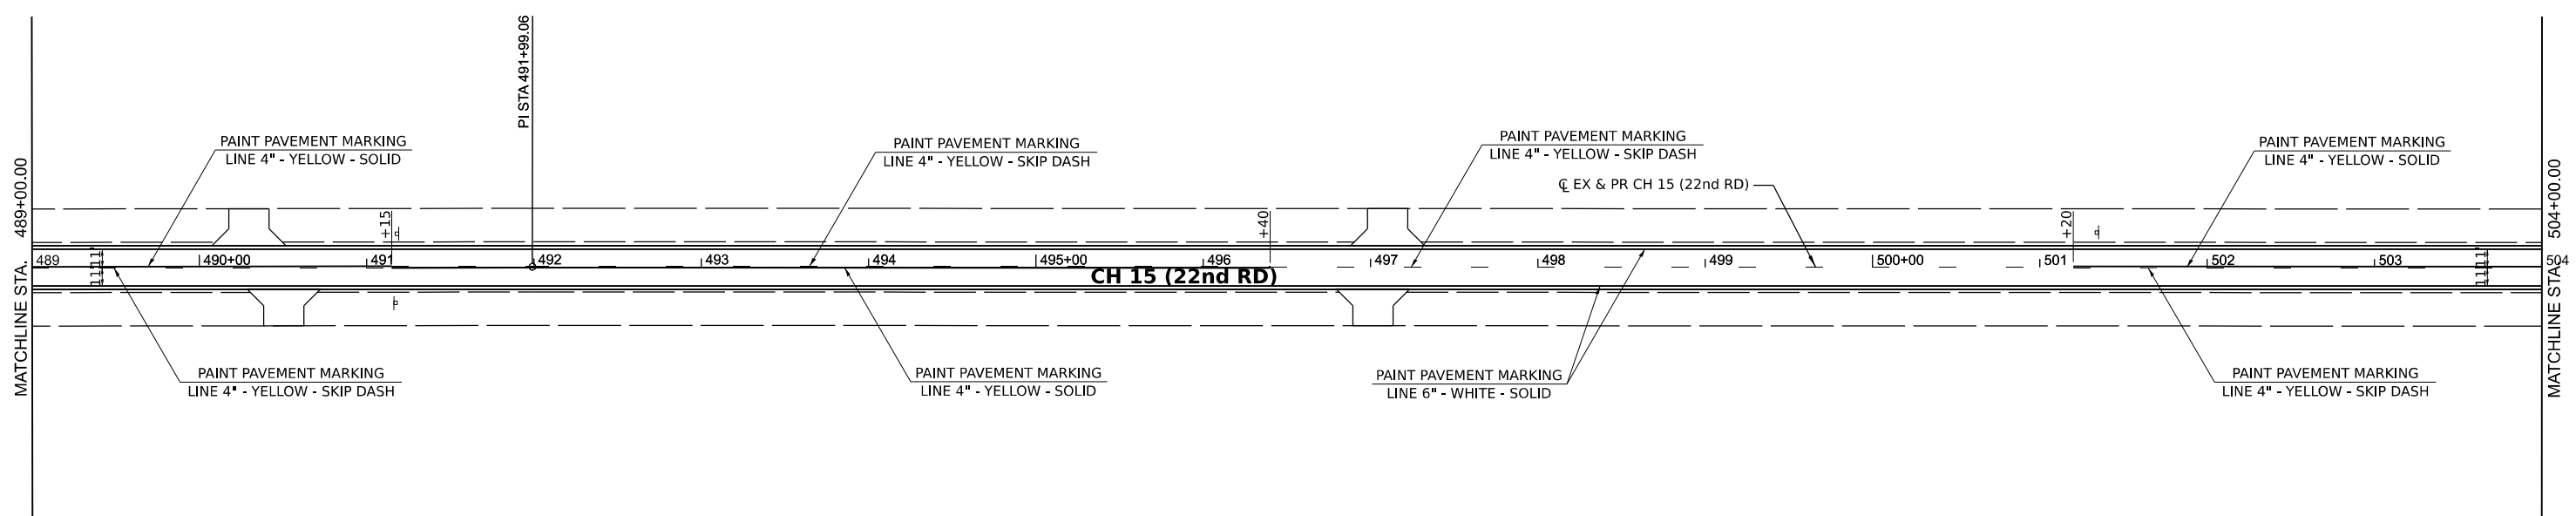 MATCHLINE STA. 489+00.00
PI STA 491+99.06
PAINT PAVEMENT MARKING
LINE 4" - YELLOW - SOLID
PAINT PAVEMENT MARKING
LINE 4" - YELLOW - SKIP DASH
PAINT PAVEMENT MARKING
LINE 4" - YELLOW - SKIP DASH
PAINT PAVEMENT MARKING
LINE 4" - YELLOW - SOLID
℄ EX & PR CH 15 (22nd RD)
+15
+40
+20
489
490+00
491
492
493
494
495+00
496
497
498
499
500+00
501
502
503
504
11'
11'
11'
11'
CH 15 (22nd RD)
PAINT PAVEMENT MARKING
LINE 4" - YELLOW - SKIP DASH
PAINT PAVEMENT MARKING
LINE 4" - YELLOW - SOLID
PAINT PAVEMENT MARKING
LINE 6" - WHITE - SOLID
PAINT PAVEMENT MARKING
LINE 4" - YELLOW - SKIP DASH
MATCHLINE STA. 504+00.00